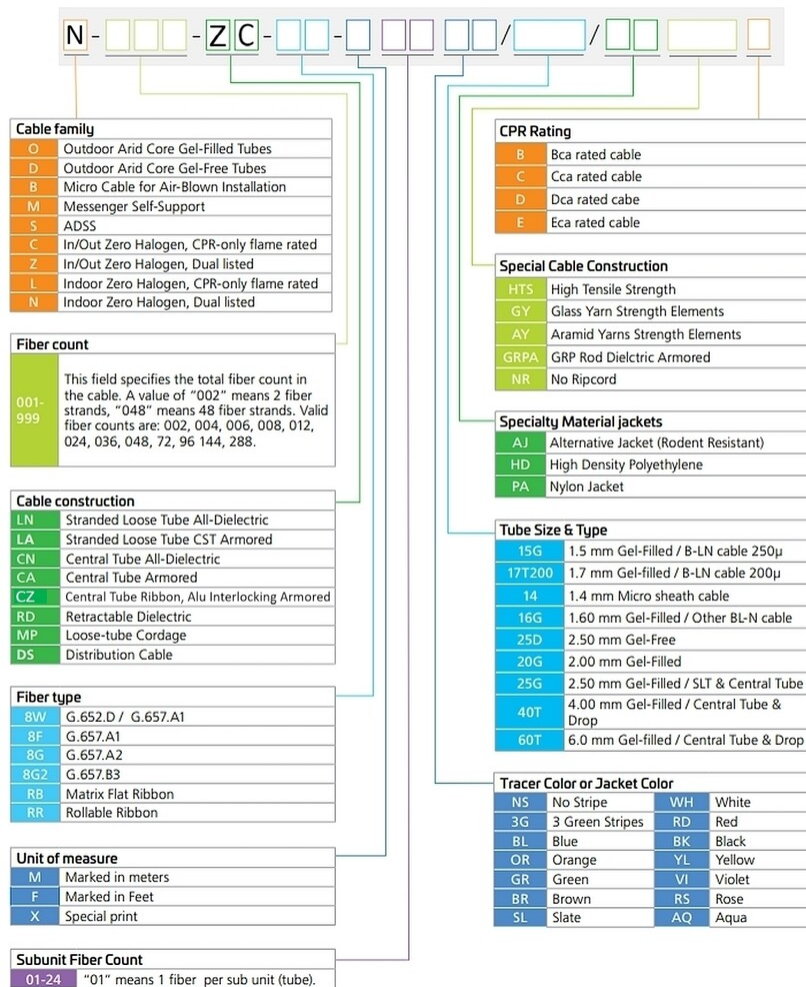 N - - Z C - - / /
Cable family
O Outdoor Arid Core Gel-Filled Tubes
D Outdoor Arid Core Gel-Free Tubes
B Micro Cable for Air-Blown Installation
M Messenger Self-Support
S ADSS
C In/Out Zero Halogen, CPR-only flame rated
Z In/Out Zero Halogen, Dual listed
L Indoor Zero Halogen, CPR-only flame rated
N Indoor Zero Halogen, Dual listed
Fiber count
001-
999
This field specifies the total fiber count in
the cable. A value of “002” means 2 fiber
strands, “048” means 48 fiber strands. Valid
fiber counts are: 002, 004, 006, 008, 012,
024, 036, 048, 72, 96 144, 288.
Cable construction
LN Stranded Loose Tube All-Dielectric
LA Stranded Loose Tube CST Armored
CN Central Tube All-Dielectric
CA Central Tube Armored
CZ Central Tube Ribbon, Alu Interlocking Armored
RD Retractable Dielectric
MP Loose-tube Cordage
DS Distribution Cable
Fiber type
8W G.652.D / G.657.A1
8F G.657.A1
8G G.657.A2
8G2 G.657.B3
RB Matrix Flat Ribbon
RR Rollable Ribbon
Unit of measure
M Marked in meters
F Marked in Feet
X Special print
Subunit Fiber Count
01-24 “01” means 1 fiber per sub unit (tube).
CPR Rating
B Bca rated cable
C Cca rated cable
D Dca rated cabe
E Eca rated cable
Special Cable Construction
HTS High Tensile Strength
GY Glass Yarn Strength Elements
AY Aramid Yarns Strength Elements
GRPA GRP Rod Dielctric Armored
NR No Ripcord
Specialty Material jackets
AJ Alternative Jacket (Rodent Resistant)
HD High Density Polyethylene
PA Nylon Jacket
Tube Size & Type
15G 1.5 mm Gel-Filled / B-LN cable 250µ
17T200 1.7 mm Gel-filled / B-LN cable 200µ
14 1.4 mm Micro sheath cable
16G 1.60 mm Gel-Filled / Other BL-N cable
25D 2.50 mm Gel-Free
20G 2.00 mm Gel-Filled
25G 2.50 mm Gel-Filled / SLT & Central Tube
40T 4.00 mm Gel-Filled / Central Tube &
Drop
60T 6.0 mm Gel-filled / Central Tube & Drop
Tracer Color or Jacket Color
NS No Stripe WH White
3G 3 Green Stripes RD Red
BL Blue BK Black
OR Orange YL Yellow
GR Green VI Violet
BR Brown RS Rose
SL Slate AQ Aqua